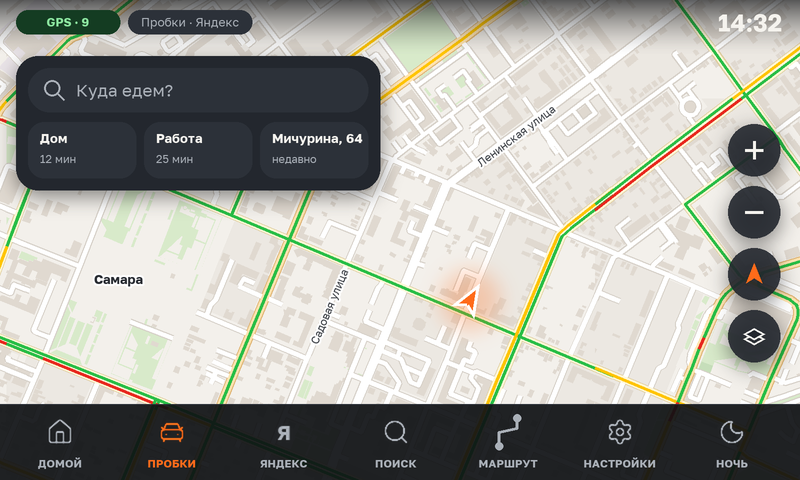 GPS · 9
Пробки · Яндекс
14:32
Куда едем?
Дом
12 мин
Работа
25 мин
Мичурина, 64
недавно
Ленинская улица
Самара
Садовая улица
Я
ДОМОЙ
ПРОБКИ
ЯНДЕКС
ПОИСК
МАРШРУТ
НАСТРОЙКИ
НОЧЬ